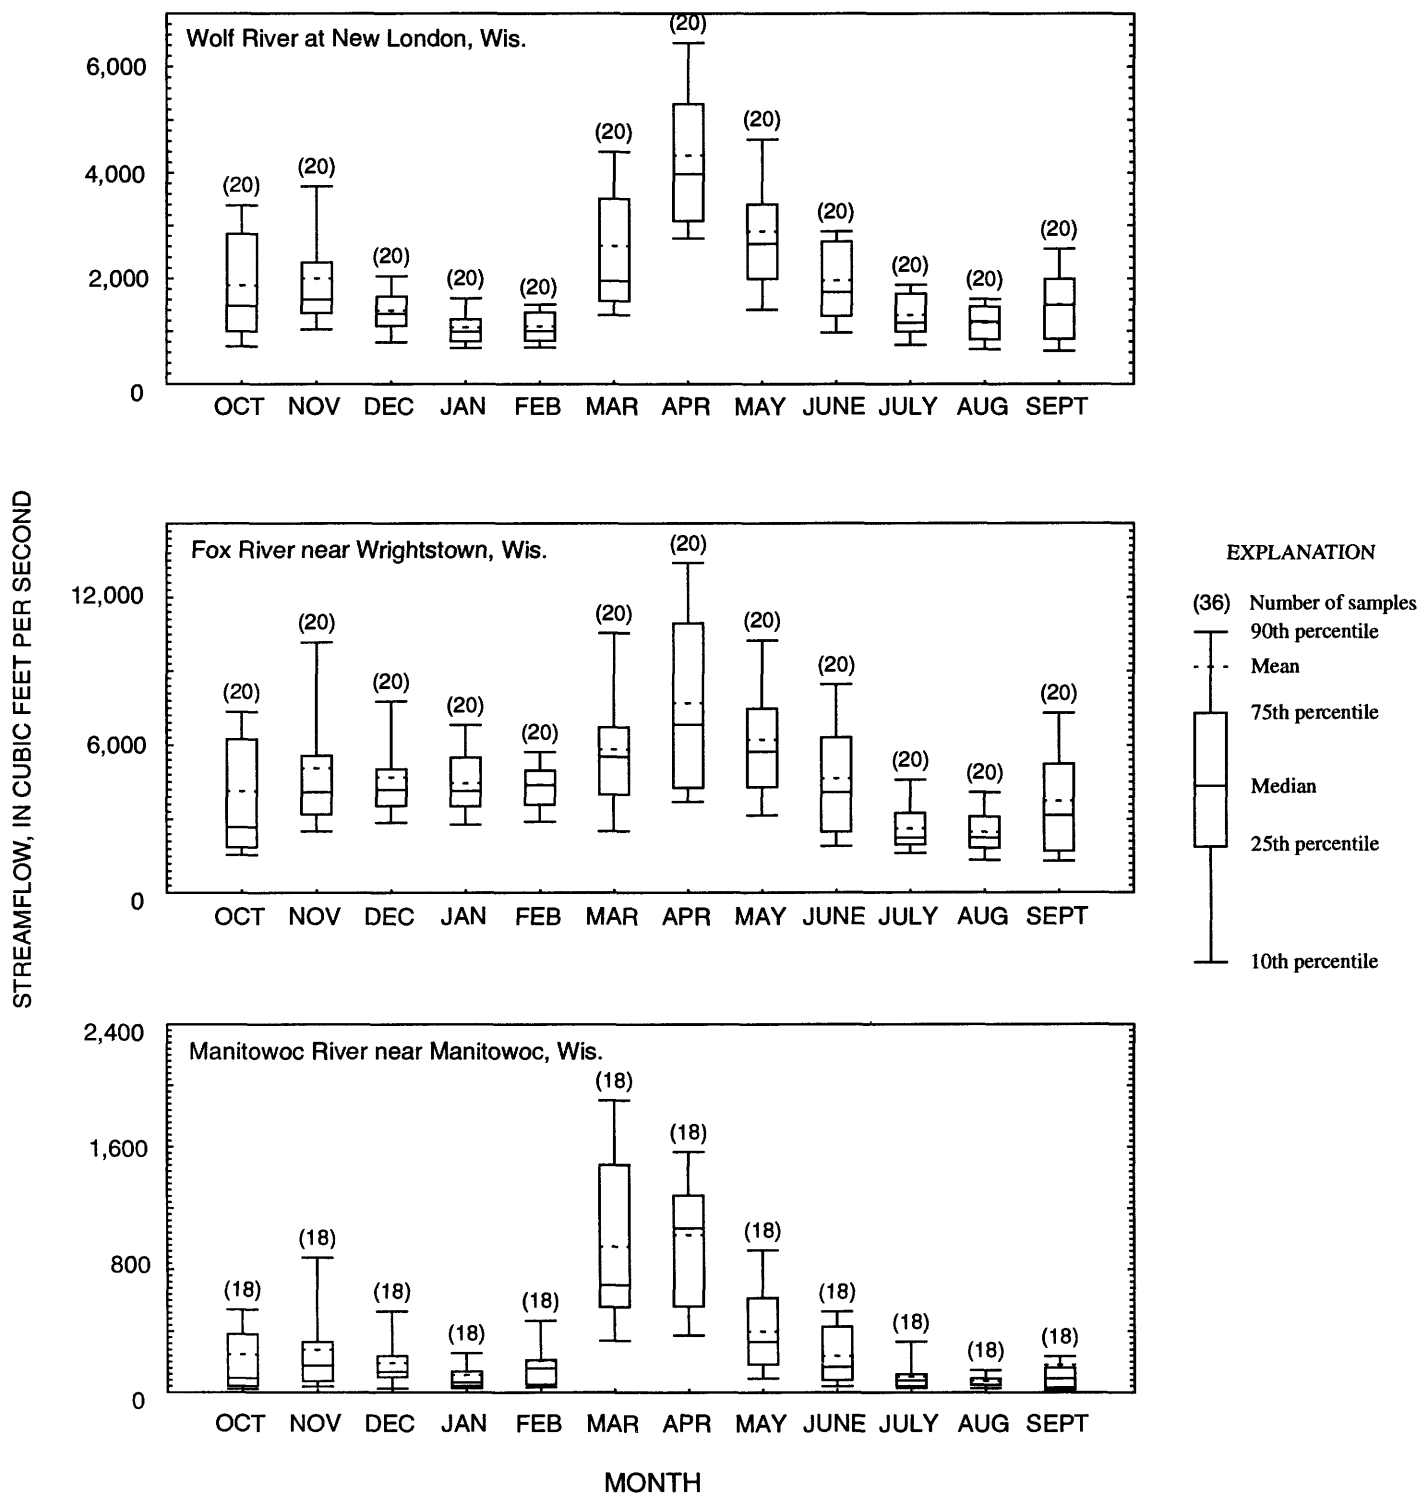 Wolf River at New London, Wis.
6,000
4,000
2,000
0
(20)
(20)
(20)
(20)
(20)
(20)
(20)
(20)
(20)
(20)
(20)
(20)
OCT NOV DEC JAN FEB MAR APR MAY JUNE JULY AUG SEPT
STREAMFLOW, IN CUBIC FEET PER SECOND
Fox River near Wrightstown, Wis.
12,000
6,000
0
(20)
(20)
(20)
(20)
(20)
(20)
(20)
(20)
(20)
(20)
(20)
(20)
OCT NOV DEC JAN FEB MAR APR MAY JUNE JULY AUG SEPT
EXPLANATION
(36) Number of samples
90th percentile
Mean
75th percentile
Median
25th percentile
10th percentile
Manitowoc River near Manitowoc, Wis.
2,400
1,600
800
0
(18)
(18)
(18)
(18)
(18)
(18)
(18)
(18)
(18)
(18)
(18)
(18)
OCT NOV DEC JAN FEB MAR APR MAY JUNE JULY AUG SEPT
MONTH